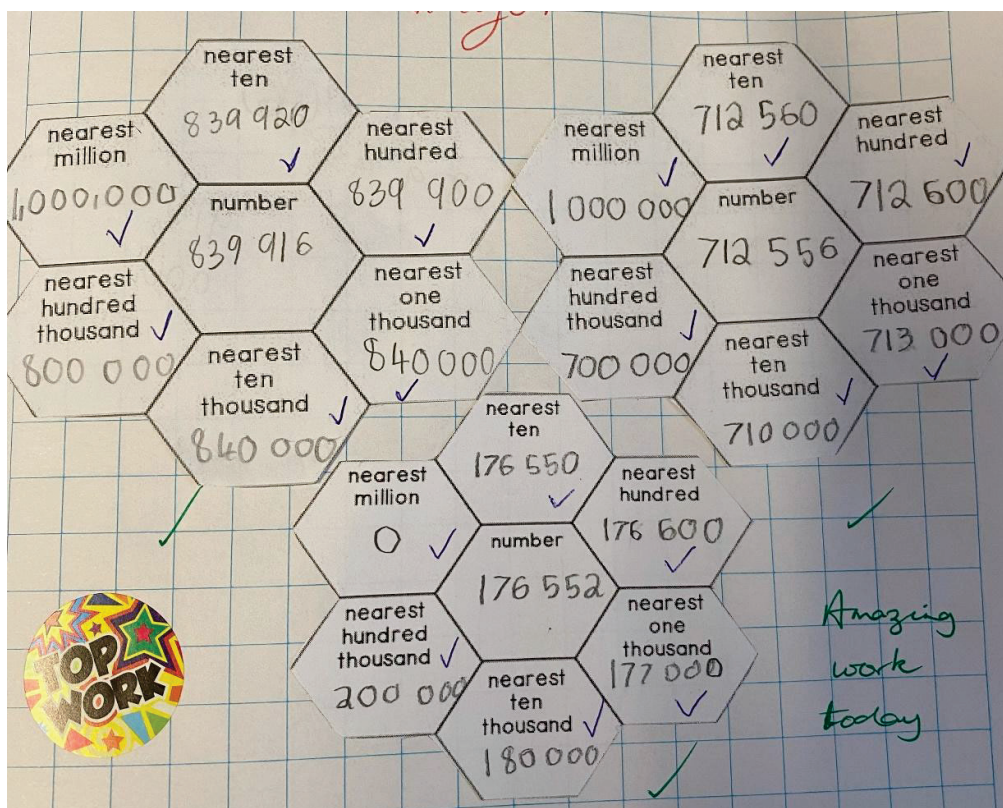 nearest
ten
839 920
nearest
million
1,000,000
nearest
hundred
839 900
number
839 916
nearest
hundred
thousand
800 000
nearest
one
thousand
840 000
nearest
ten
thousand
840 000
nearest
ten
712 560
nearest
million
1 000 000
nearest
hundred
712 600
number
712 556
nearest
hundred
thousand
700 000
nearest
one
thousand
713 000
nearest
ten
thousand
710 000
nearest
ten
176 550
nearest
million
0
nearest
hundred
176 600
number
176 552
nearest
hundred
thousand
200 000
nearest
one
thousand
177 000
nearest
ten
thousand
180 000
TOP
WORK
Amazing
work
today